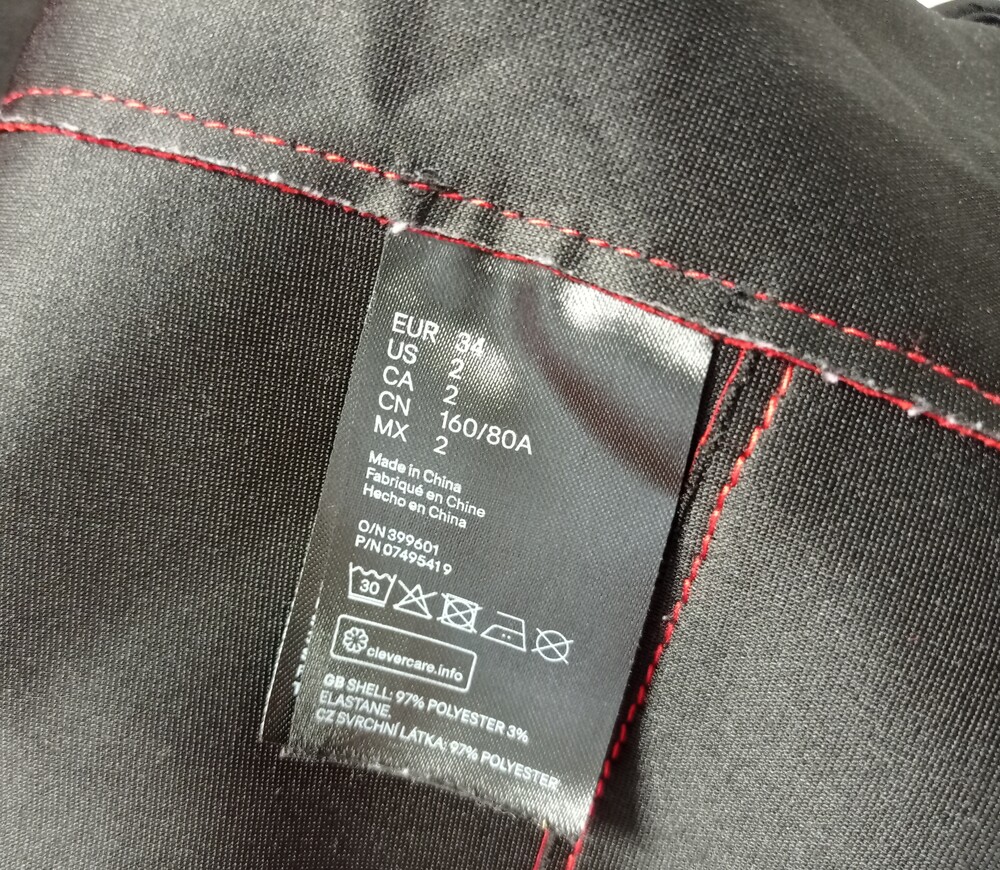 EUR 34
US 2
CA 2
CN 160/80A
MX 2
Made in China
Fabriqué en Chine
Hecho en China
O/N 399601
P/N 07495419
30
clevercare.info
GB SHELL: 97% POLYESTER 3%
ELASTANE.
CZ SVRCHNÍ LÁTKA: 97% POLYESTER